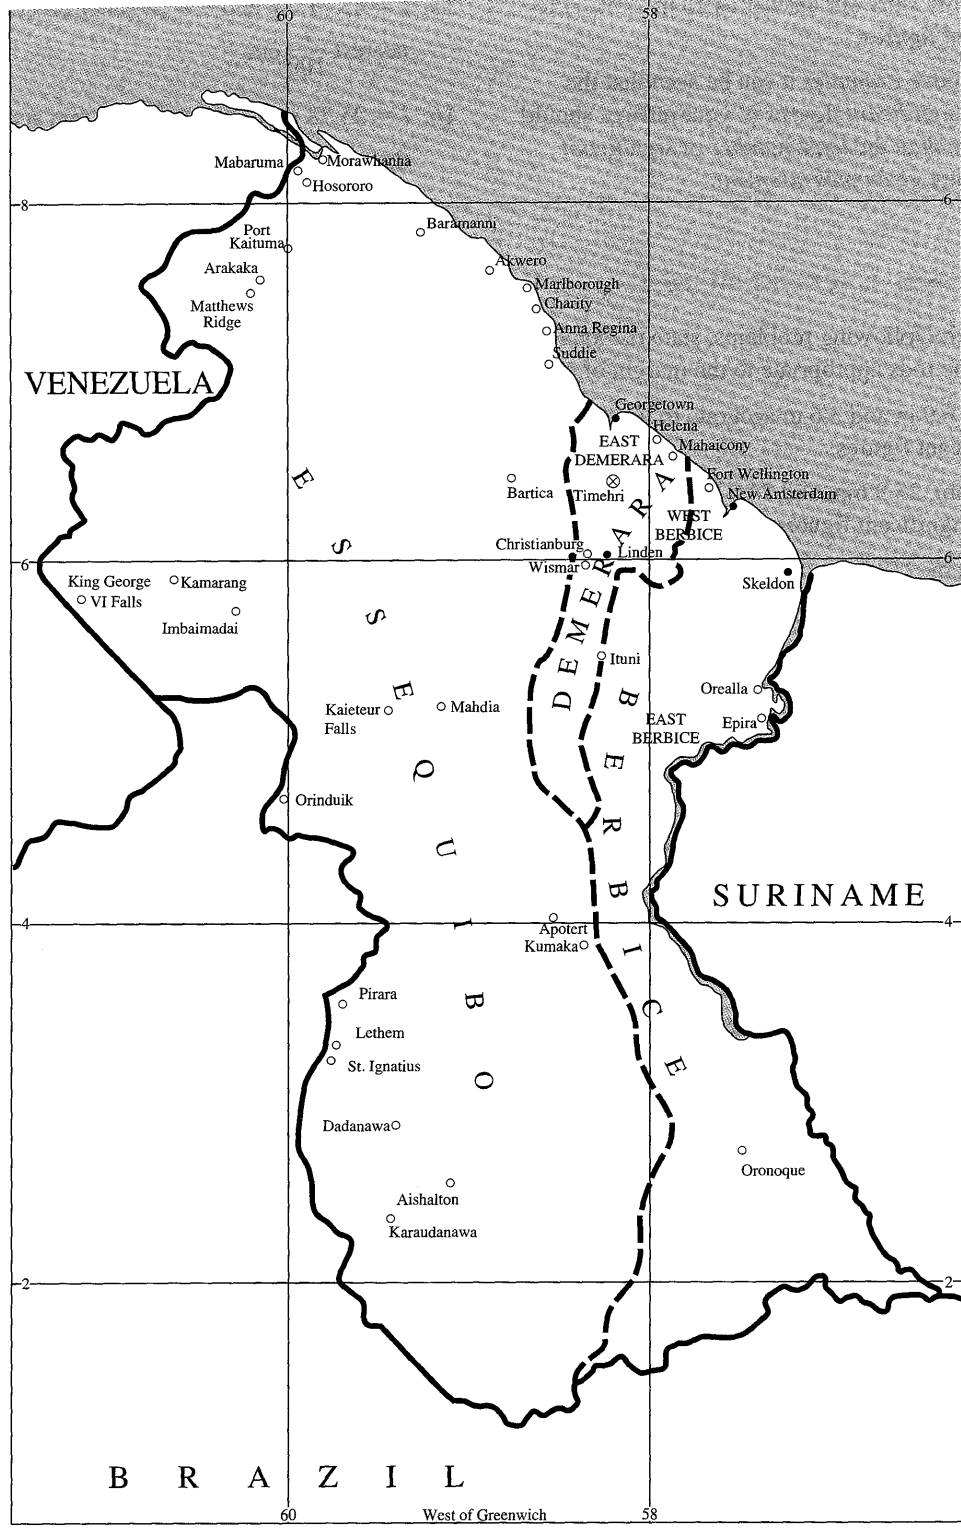 60
58
Mabaruma
Morawhanna
Hosororo
8
6
Baramanni
Port
Kaituma
Akwero
Arakaka
Marlborough
Matthews
Ridge
Charity
Anna Regina
Suddie
VENEZUELA
Georgetown
Helena
EAST
DEMERARA
Mahaicony
Fort Wellington
Bartica
Timehri
New Amsterdam
WEST
BERBICE
Christianburg
Linden
Wismar
6
King George
VI Falls
Kamarang
Skeldon
Imbaimadai
ESSEQUIBO
DEMERARA
BERBICE
Ituni
Orealla
Kaieteur
Falls
Mahdia
EAST
BERBICE
Epira
Orinduik
SURINAME
4
4
Apotert
Kumaka
Pirara
Lethem
St. Ignatius
Dadanawa
Oronoque
Aishalton
Karaudanawa
2
2
BRAZIL
60
West of Greenwich
58